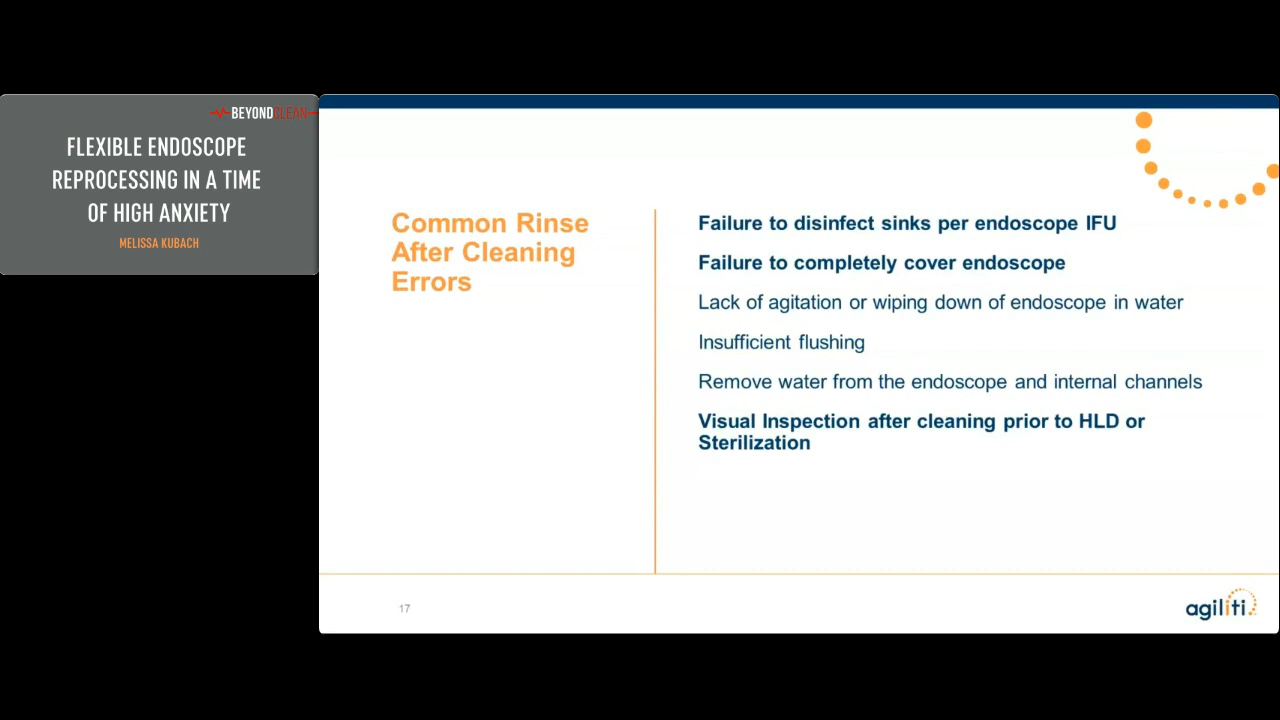 BEYONDCLEAN
FLEXIBLE ENDOSCOPE
REPROCESSING IN A TIME
OF HIGH ANXIETY
MELISSA KUBACH
Common Rinse
After Cleaning
Errors
Failure to disinfect sinks per endoscope IFU
Failure to completely cover endoscope
Lack of agitation or wiping down of endoscope in water
Insufficient flushing
Remove water from the endoscope and internal channels
Visual Inspection after cleaning prior to HLD or
Sterilization
17
agiliti